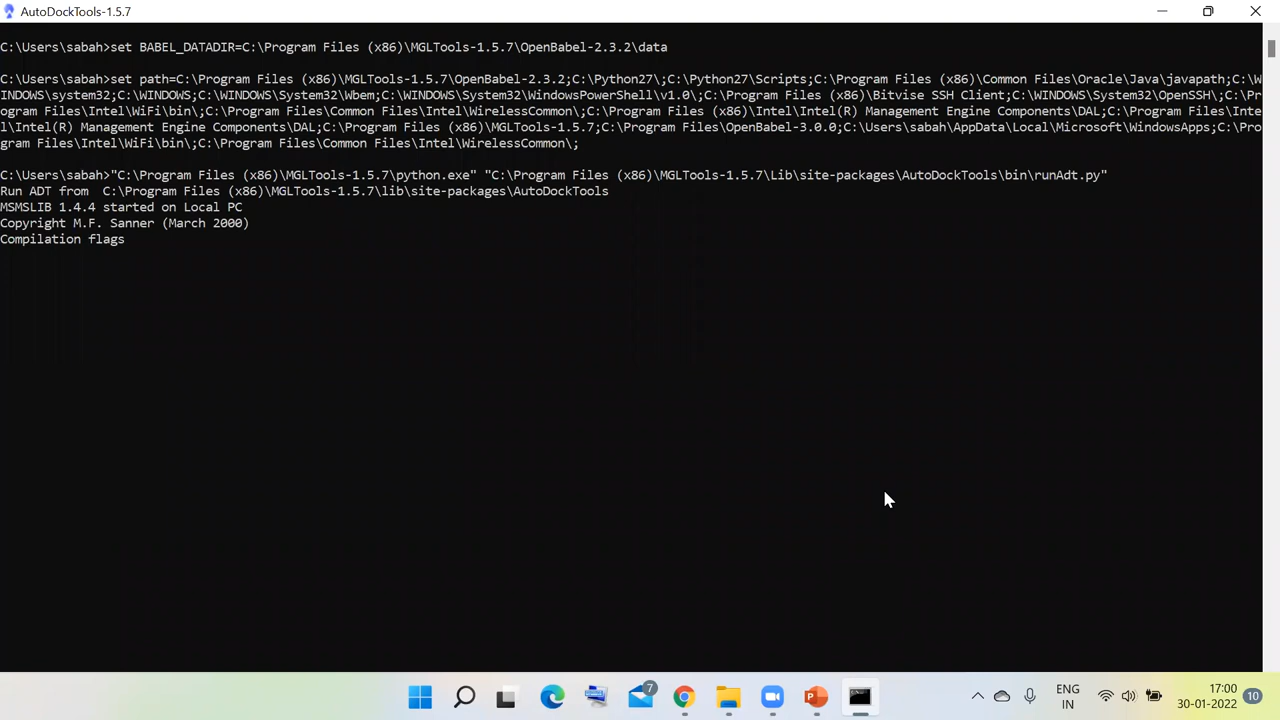 AutoDockTools-1.5.7
C:\Users\sabah>set BABEL_DATADIR=C:\Program Files (x86)\MGLTools-1.5.7\OpenBabel-2.3.2\data
C:\Users\sabah>set path=C:\Program Files (x86)\MGLTools-1.5.7\OpenBabel-2.3.2;C:\Python27\;C:\Python27\Scripts;C:\Program Files (x86)\Common Files\Oracle\Java\javapath;C:\W
INDOWS\system32;C:\WINDOWS;C:\WINDOWS\System32\Wbem;C:\WINDOWS\System32\WindowsPowerShell\v1.0\;C:\Program Files (x86)\Bitvise SSH Client;C:\WINDOWS\System32\OpenSSH\;C:\Pr
ogram Files\Intel\WiFi\bin\;C:\Program Files\Common Files\Intel\WirelessCommon\;C:\Program Files (x86)\Intel\Intel(R) Management Engine Components\DAL;C:\Program Files\Inte
l\Intel(R) Management Engine Components\DAL;C:\Program Files (x86)\MGLTools-1.5.7;C:\Program Files\OpenBabel-3.0.0;C:\Users\sabah\AppData\Local\Microsoft\WindowsApps;C:\Pro
gram Files\Intel\WiFi\bin\;C:\Program Files\Common Files\Intel\WirelessCommon\;
C:\Users\sabah>"C:\Program Files (x86)\MGLTools-1.5.7\python.exe" "C:\Program Files (x86)\MGLTools-1.5.7\Lib\site-packages\AutoDockTools\bin\runAdt.py"
Run ADT from  C:\Program Files (x86)\MGLTools-1.5.7\lib\site-packages\AutoDockTools
MSMSLIB 1.4.4 started on Local PC
Copyright M.F. Sanner (March 2000)
Compilation flags
7
ENG
IN
17:00
30-01-2022
10